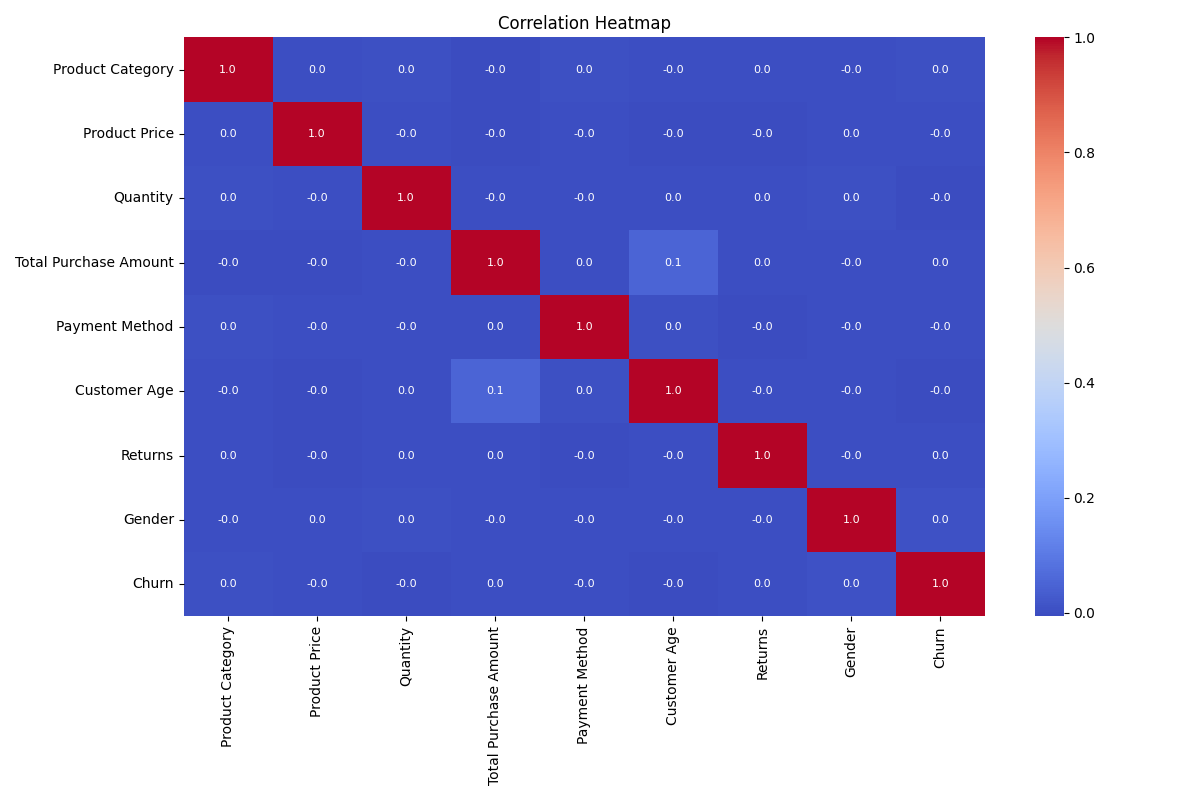 Correlation Heatmap
Product Category 1.0 0.0 0.0 -0.0 0.0 -0.0 0.0 -0.0 0.0
Product Price 0.0 1.0 -0.0 -0.0 -0.0 -0.0 -0.0 0.0 -0.0
Quantity 0.0 -0.0 1.0 -0.0 -0.0 0.0 0.0 0.0 -0.0
Total Purchase Amount -0.0 -0.0 -0.0 1.0 0.0 0.1 0.0 -0.0 0.0
Payment Method 0.0 -0.0 -0.0 0.0 1.0 0.0 -0.0 -0.0 -0.0
Customer Age -0.0 -0.0 0.0 0.1 0.0 1.0 -0.0 -0.0 -0.0
Returns 0.0 -0.0 0.0 0.0 -0.0 -0.0 1.0 -0.0 0.0
Gender -0.0 0.0 0.0 -0.0 -0.0 -0.0 -0.0 1.0 0.0
Churn 0.0 -0.0 -0.0 0.0 -0.0 -0.0 0.0 0.0 1.0
Product Category
Product Price
Quantity
Total Purchase Amount
Payment Method
Customer Age
Returns
Gender
Churn
1.0
0.8
0.6
0.4
0.2
0.0